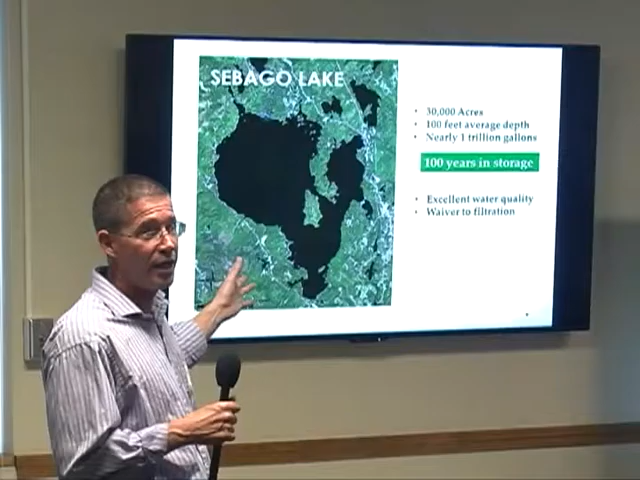 SEBAGO LAKE
• 30,000 Acres
• 100 feet average depth
• Nearly 1 trillion gallons
100 years in storage
• Excellent water quality
• Waiver to filtration